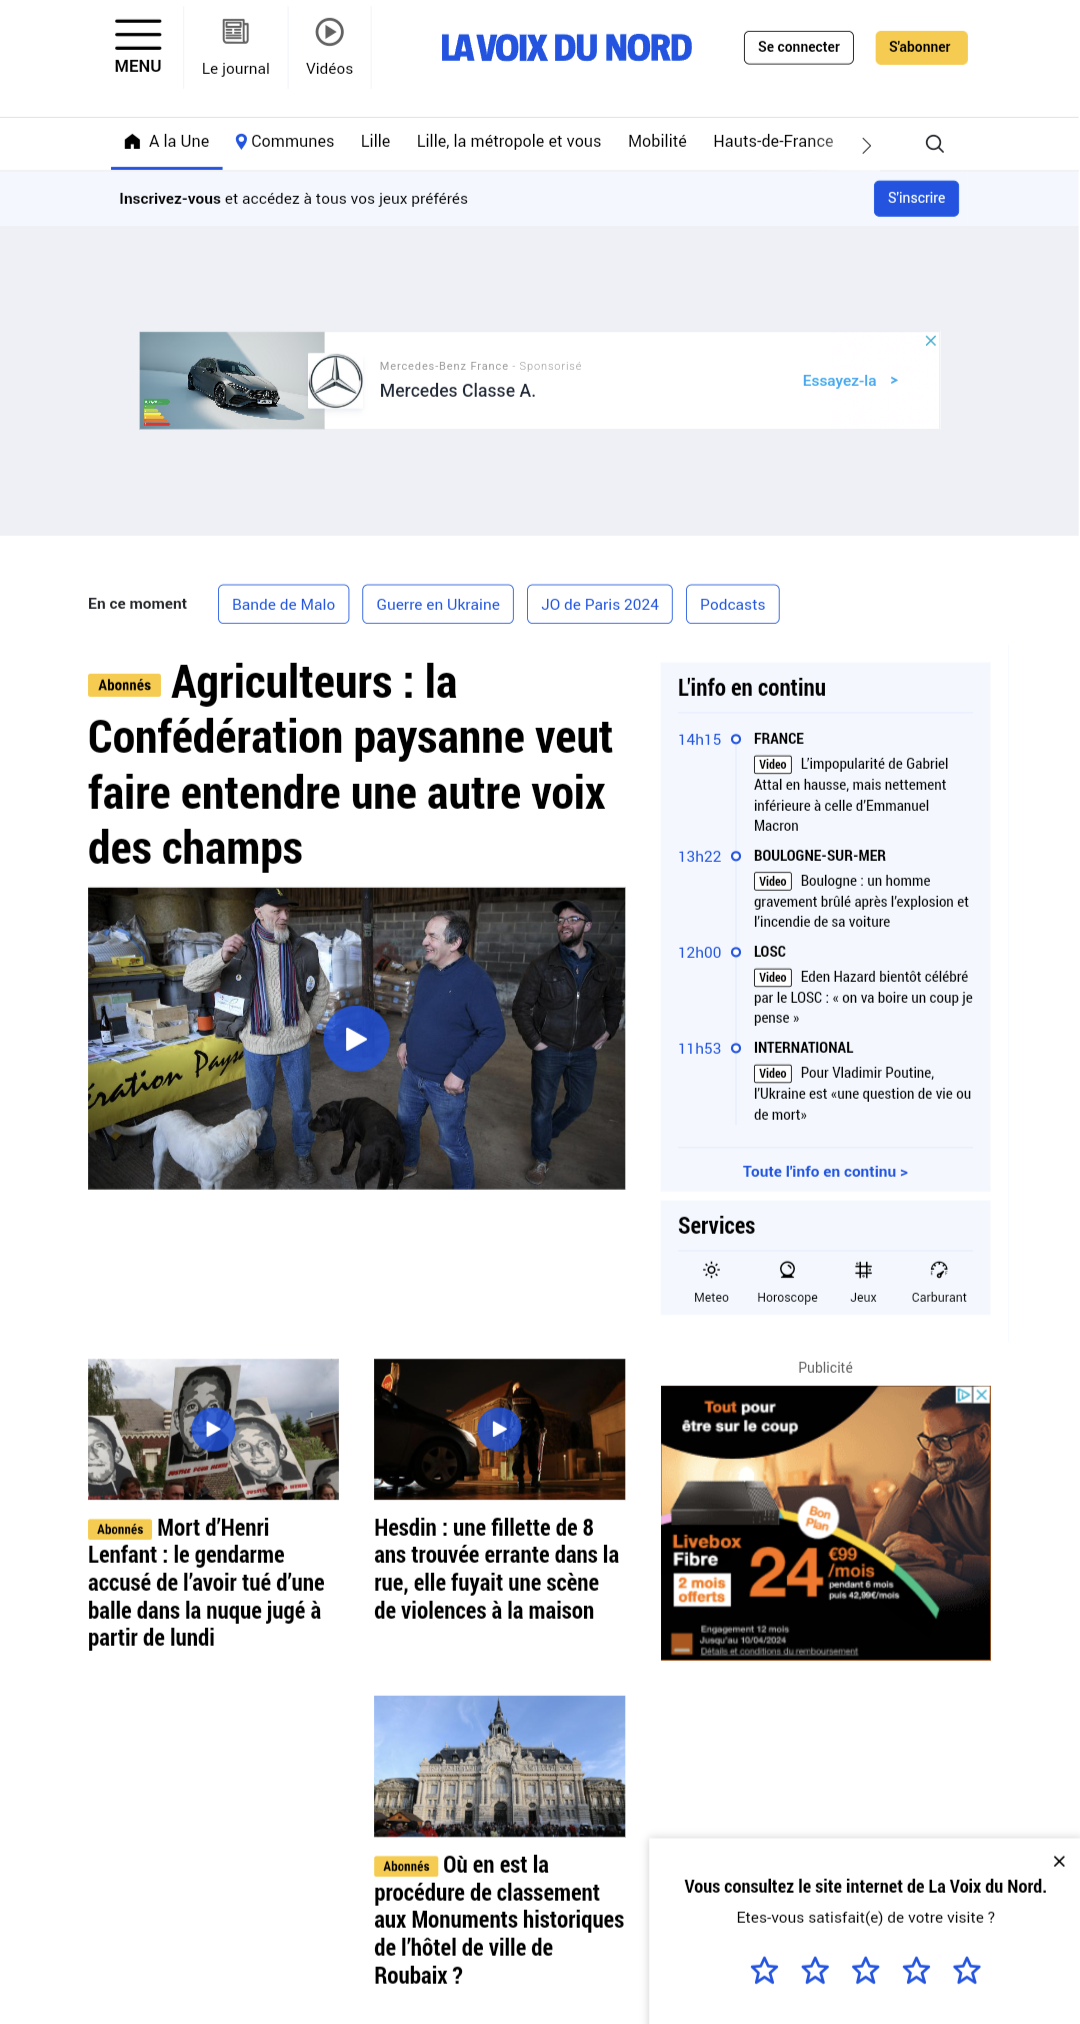 MENU
Le journal
Vidéos
LA VOIX DU NORD
Se connecter
S'abonner
A la Une
Communes
Lille
Lille, la métropole et vous
Mobilité
Hauts-de-France
Inscrivez-vous et accédez à tous vos jeux préférés
S'inscrire
Mercedes-Benz France - Sponsorisé
Mercedes Classe A.
Essayez-la >
En ce moment
Bande de Malo
Guerre en Ukraine
JO de Paris 2024
Podcasts
Abonnés Agriculteurs : la
Confédération paysanne veut
faire entendre une autre voix
des champs
ération Pays
L'info en continu
14h15 FRANCE
Video L'impopularité de Gabriel
Attal en hausse, mais nettement
inférieure à celle d'Emmanuel
Macron
13h22 BOULOGNE-SUR-MER
Video Boulogne : un homme
gravement brûlé après l'explosion et
l'incendie de sa voiture
12h00 LOSC
Video Eden Hazard bientôt célébré
par le LOSC : « on va boire un coup je
pense »
11h53 INTERNATIONAL
Video Pour Vladimir Poutine,
l'Ukraine est «une question de vie ou
de mort»
Toute l'info en continu >
Services
Meteo
Horoscope
Jeux
Carburant
JUSTICE POUR HENRI
Abonnés Mort d'Henri
Lenfant : le gendarme
accusé de l'avoir tué d'une
balle dans la nuque jugé à
partir de lundi
Hesdin : une fillette de 8
ans trouvée errante dans la
rue, elle fuyait une scène
de violences à la maison
Publicité
Tout pour
être sur le coup
Bon
Plan
Livebox
Fibre
2 mois
offerts
24 €99
/mois
pendant 6 mois
puis 42,99€/mois
Engagement 12 mois
Jusqu'au 10/04/2024
Détails et conditions du remboursement
Abonnés Où en est la
procédure de classement
aux Monuments historiques
de l'hôtel de ville de
Roubaix ?
Vous consultez le site internet de La Voix du Nord.
Etes-vous satisfait(e) de votre visite ?